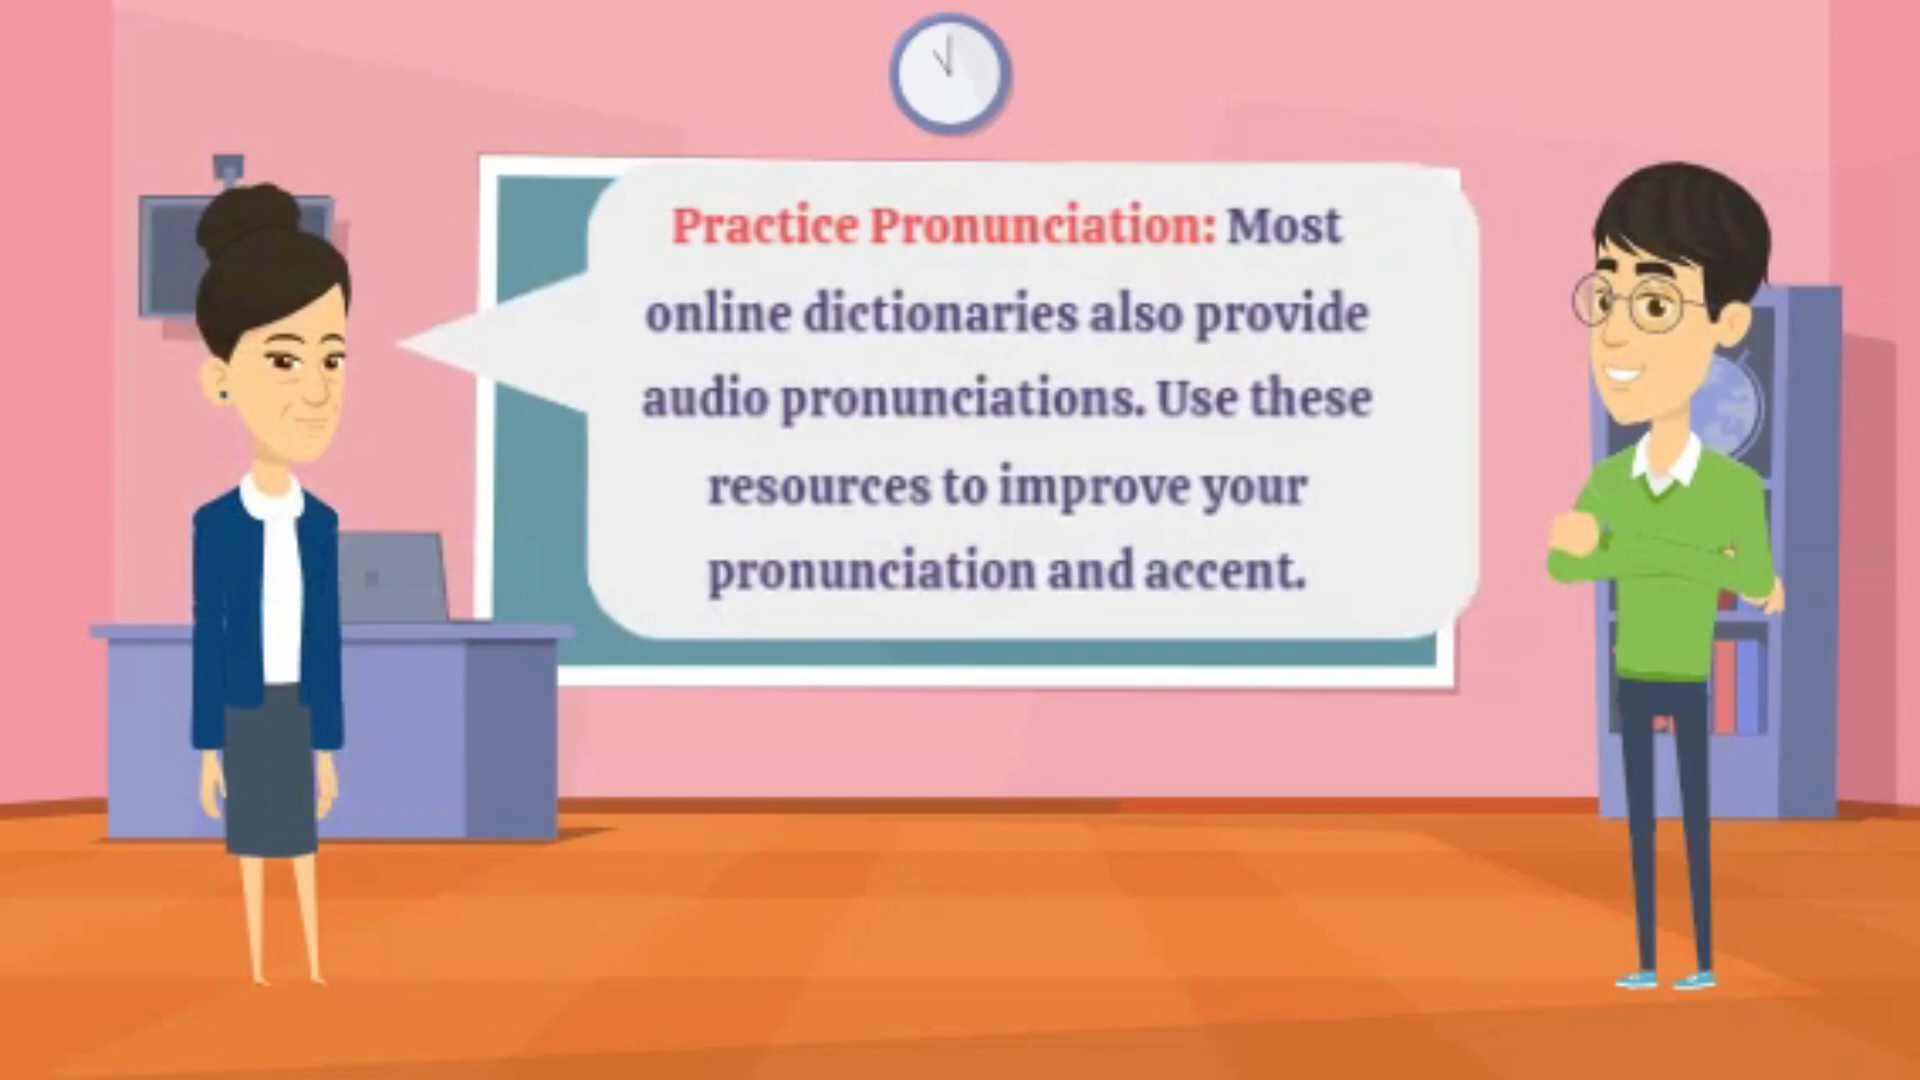 Practice Pronunciation: Most
online dictionaries also provide
audio pronunciations. Use these
resources to improve your
pronunciation and accent.